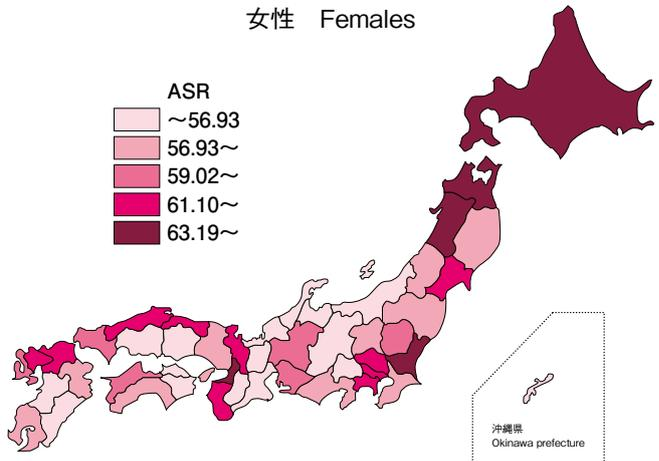 女性　Females
ASR
～56.93
56.93～
59.02～
61.10～
63.19～
沖縄県
Okinawa prefecture